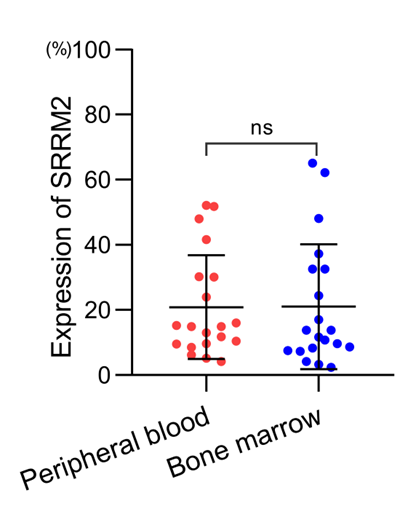 (%)100
80
60
40
20
0
Expression of SRRM2
ns
Peripheral blood
Bone marrow